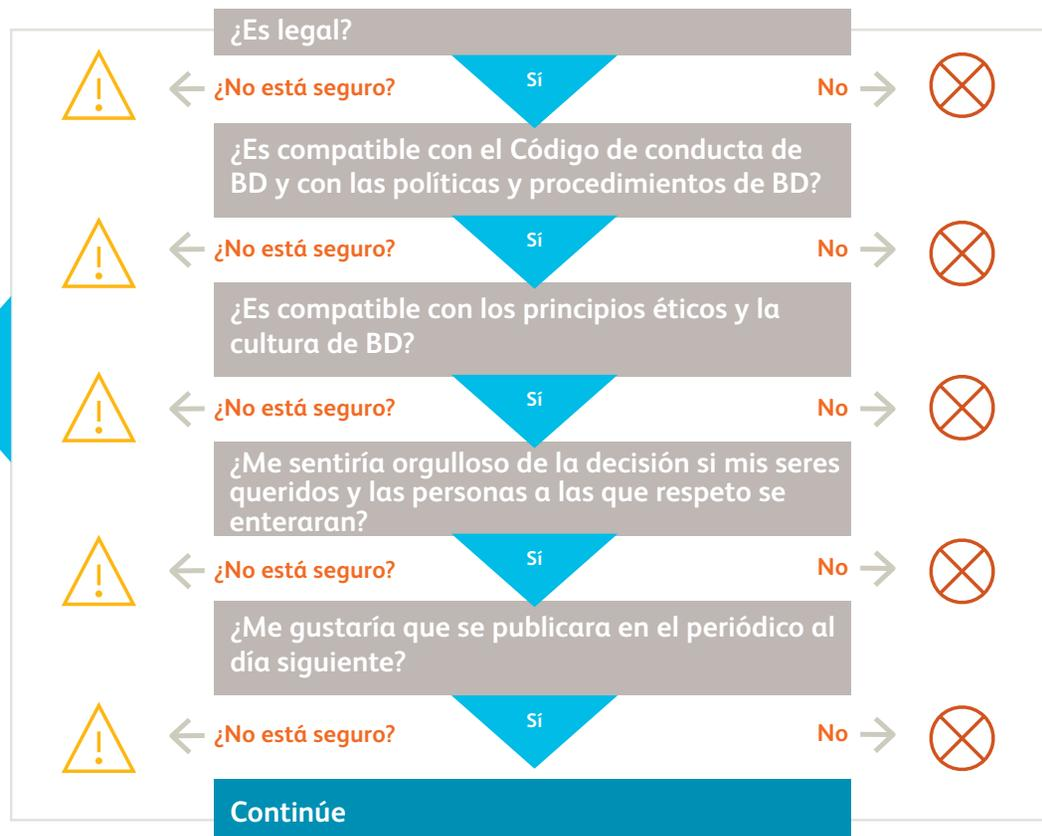 ¿Es legal?
Sí
¿No está seguro?
No
¿Es compatible con el Código de conducta de
BD y con las políticas y procedimientos de BD?
Sí
¿No está seguro?
No
¿Es compatible con los principios éticos y la
cultura de BD?
Sí
¿No está seguro?
No
¿Me sentiría orgulloso de la decisión si mis seres
queridos y las personas a las que respeto se
enteraran?
Sí
¿No está seguro?
No
¿Me gustaría que se publicara en el periódico al
día siguiente?
Sí
¿No está seguro?
No
Continúe